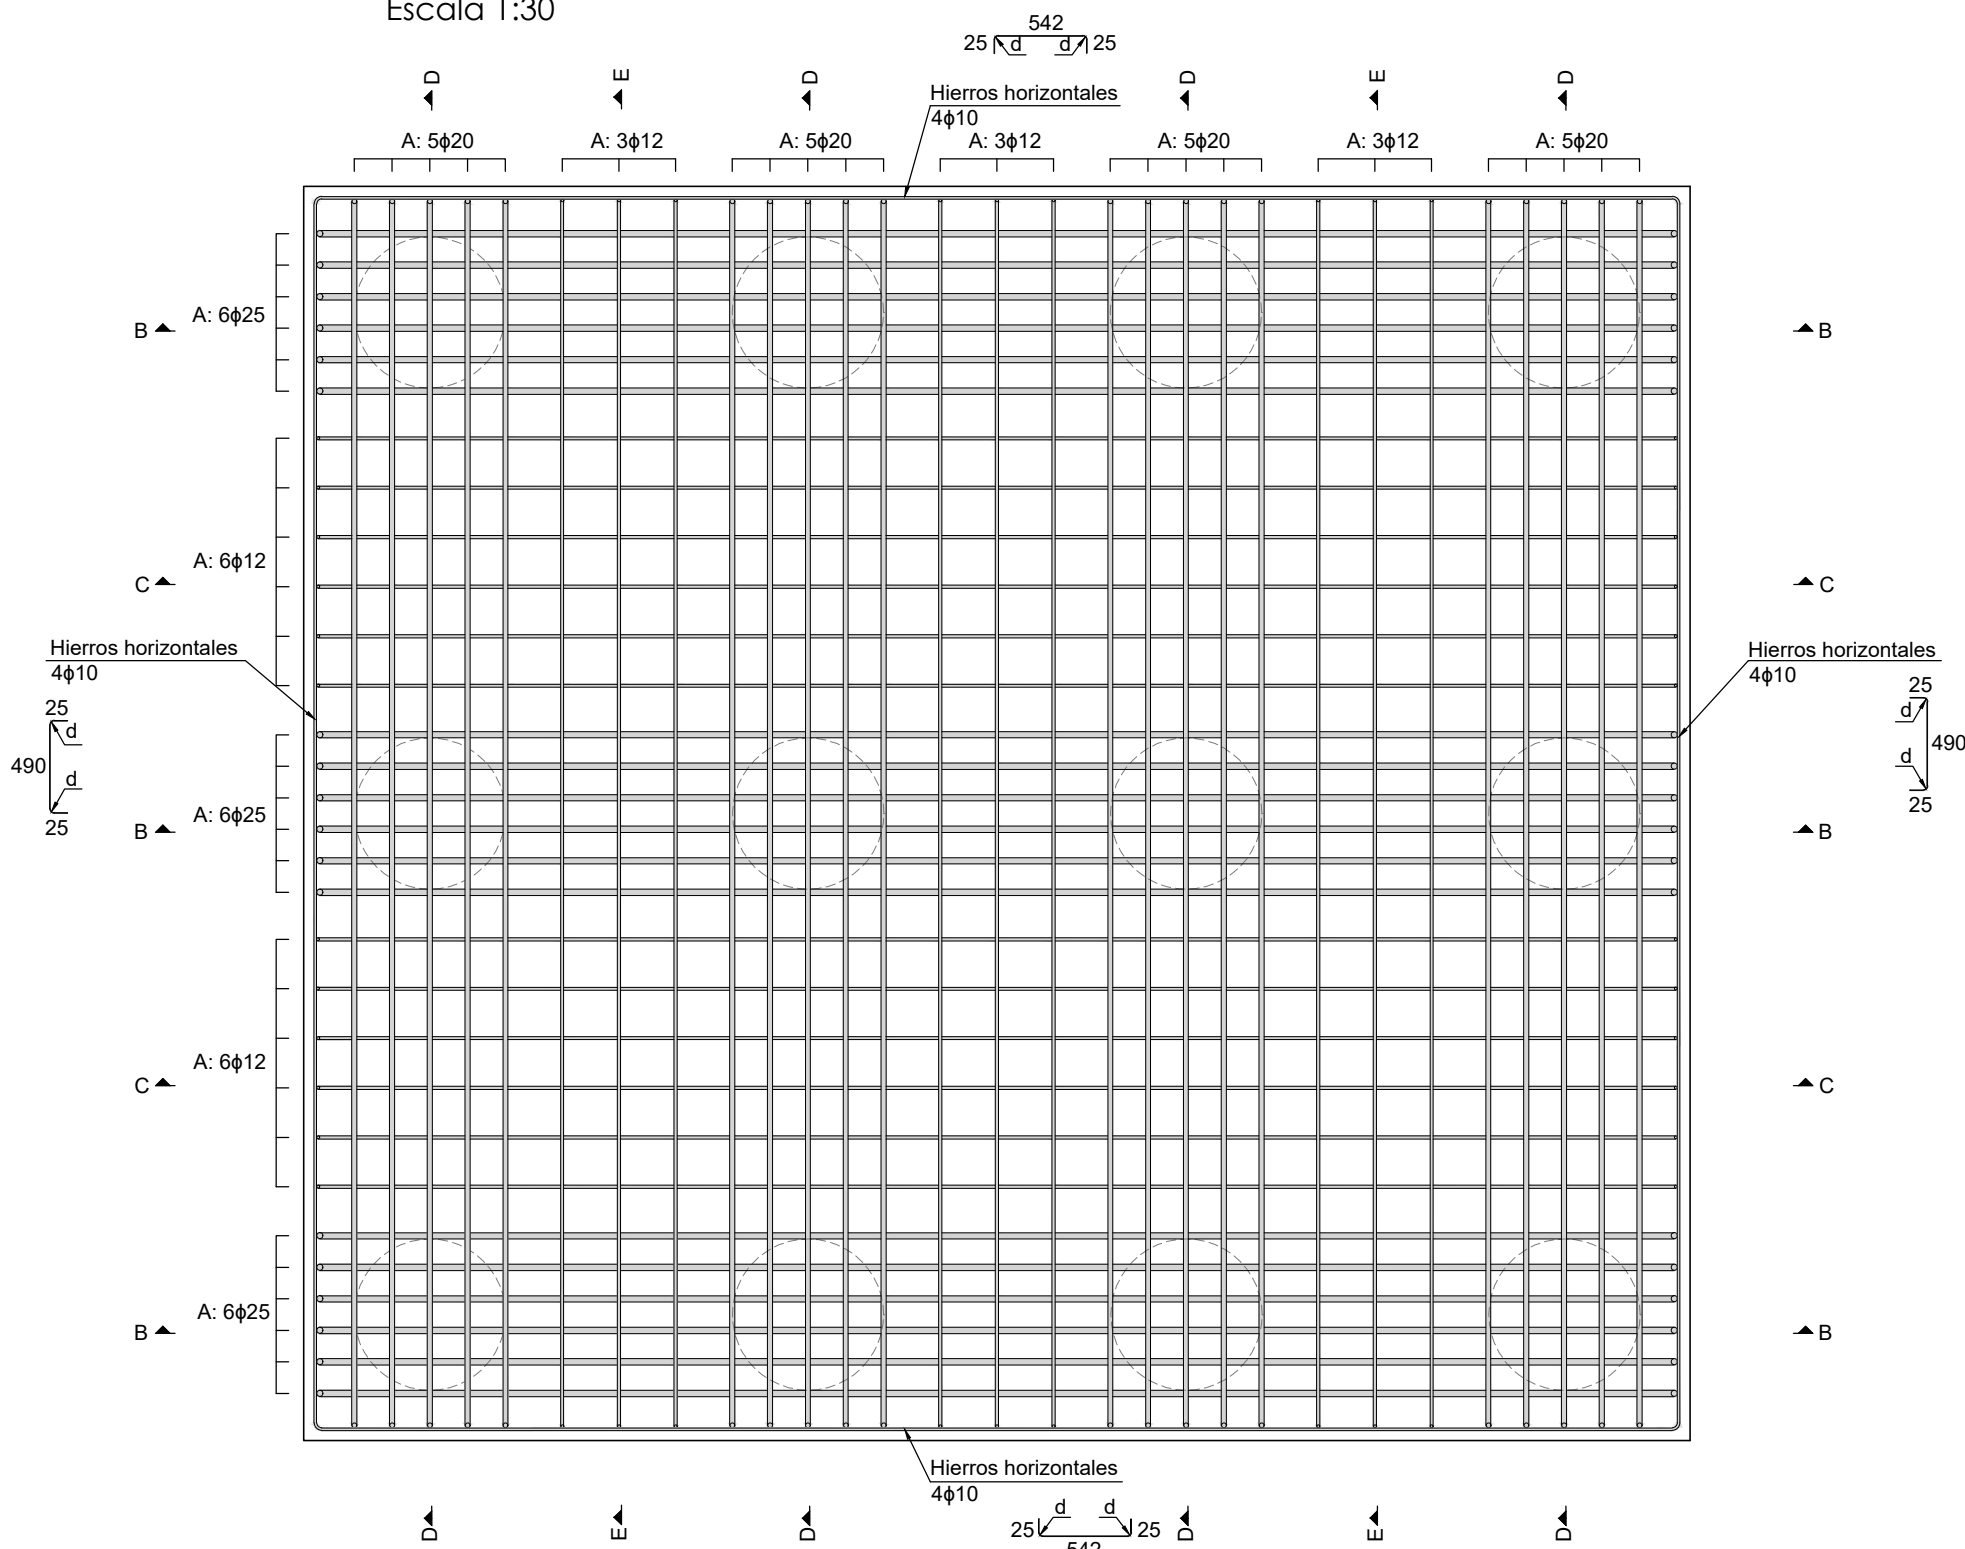 Escala 1:30
542
25 d d 25
D E D D E D
Hierros horizontales
4ϕ10
A: 5ϕ20 A: 3ϕ12 A: 5ϕ20 A: 3ϕ12 A: 5ϕ20 A: 3ϕ12 A: 5ϕ20
A: 6ϕ25
B B
A: 6ϕ12
C C
Hierros horizontales
4ϕ10
25
d
490
d
25
Hierros horizontales
4ϕ10
25
d
490
d
25
A: 6ϕ25
B B
A: 6ϕ12
C C
A: 6ϕ25
B B
Hierros horizontales
4ϕ10
d d
25 25
542
D E D D E D